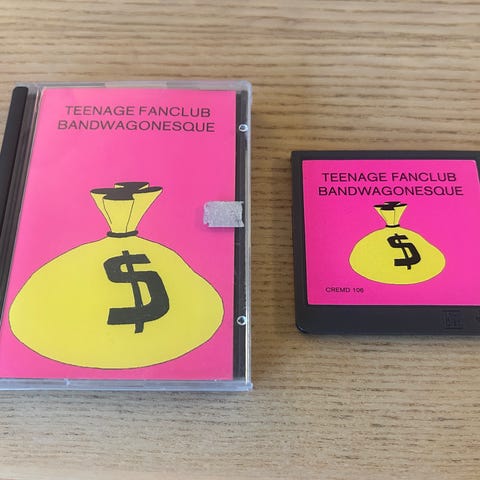 TEENAGE FANCLUB
BANDWAGONESQUE
$
TEENAGE FANCLUB
BANDWAGONESQUE
$
CREMD 106